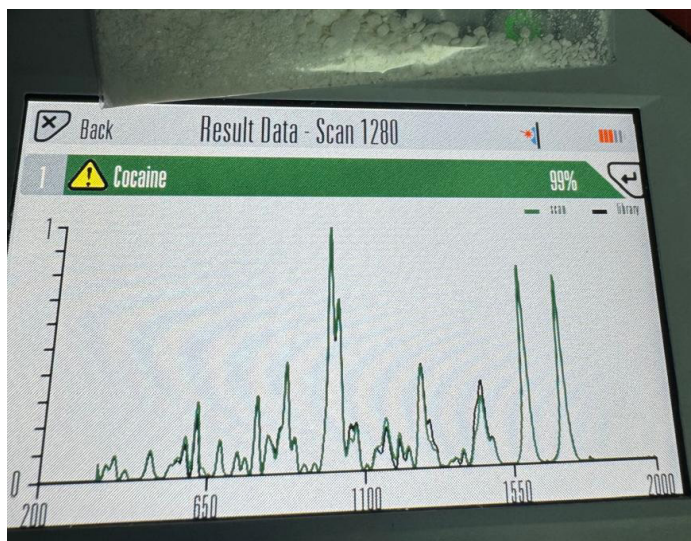 Back
Result Data - Scan 1280
1 Cocaine 99%
scan library
1
0
200 650 1100 1550 2000